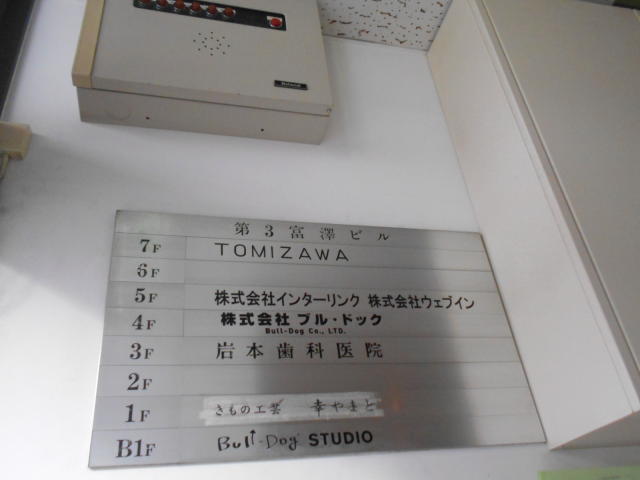 第3富澤ビル
7F TOMIZAWA
6F
5F 株式会社インターリンク 株式会社ウェブイン
4F 株式会社 ブル・ドック
Bull-Dog Co., LTD.
3F 岩本歯科医院
2F
1F きもの工芸 幸やまと
B1F Bull-Dog STUDIO